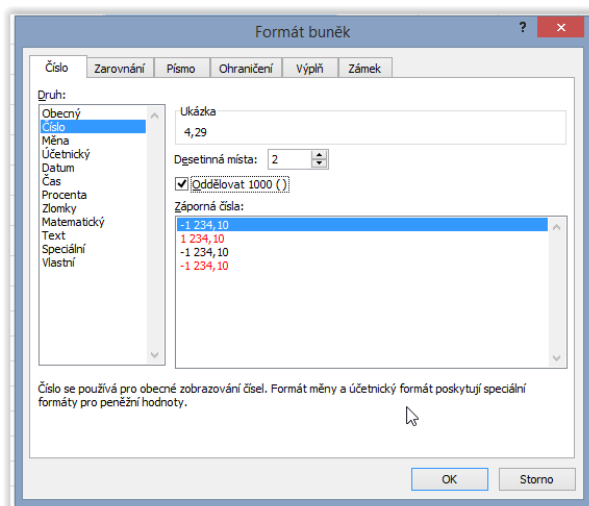 Formát buněk
?
Číslo Zarovnání Písmo Ohraničení Výplň Zámek
Druh:
Obecný
Číslo
Měna
Účetnický
Datum
Čas
Procenta
Zlomky
Matematický
Text
Speciální
Vlastní
Ukázka
4,29
Desetinná místa: 2
Oddělovat 1000 ( )
Záporná čísla:
-1 234,10
1 234,10
-1 234,10
-1 234,10
Číslo se používá pro obecné zobrazování čísel. Formát měny a účetnický formát poskytují speciální
formáty pro peněžní hodnoty.
OK Storno